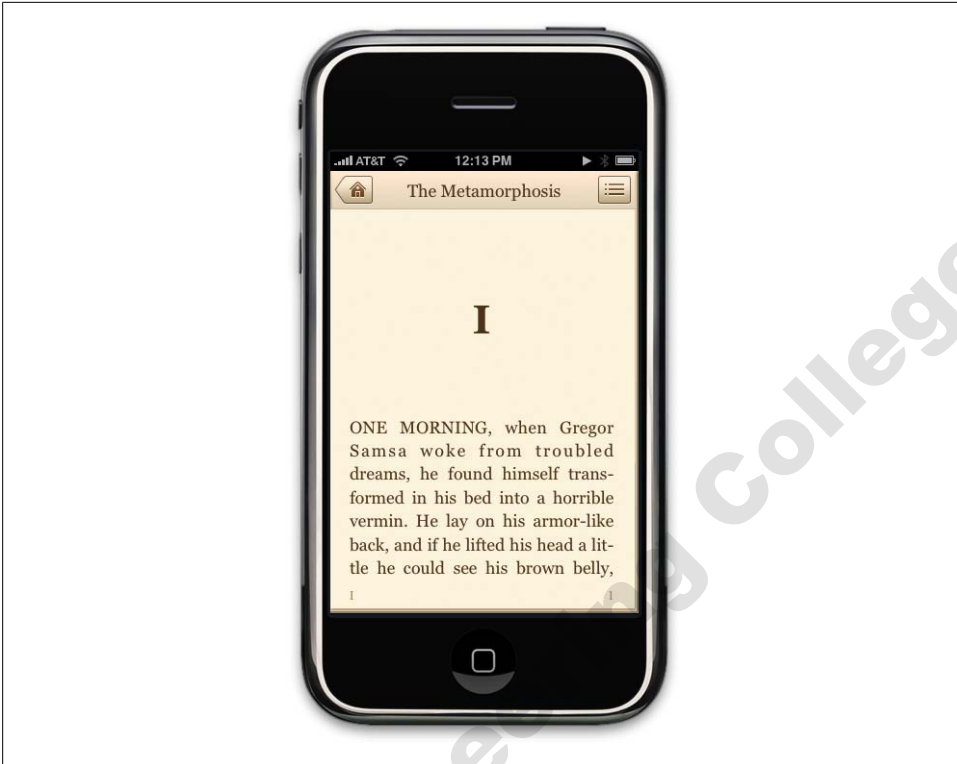 AT&T 12:13 PM
The Metamorphosis
I
ONE MORNING, when Gregor
Samsa woke from troubled
dreams, he found himself trans-
formed in his bed into a horrible
vermin. He lay on his armor-like
back, and if he lifted his head a lit-
tle he could see his brown belly,
I I
eering College